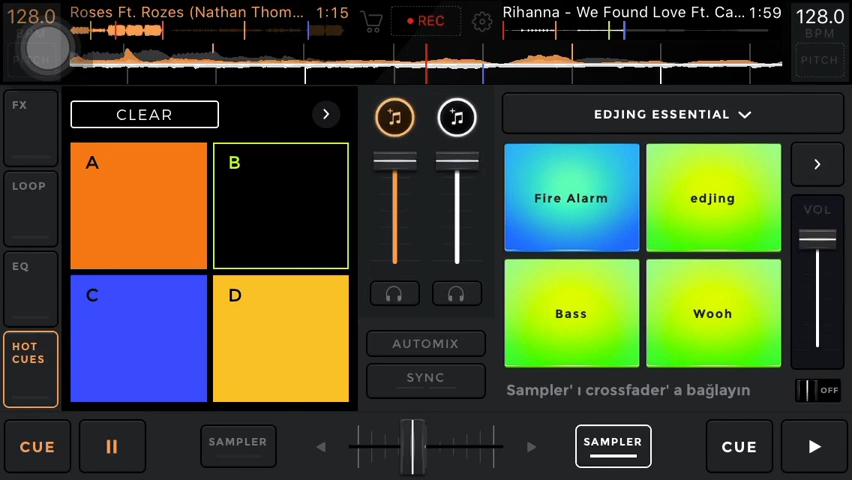 128.0
BPM
PITCH
Roses Ft. Rozes (Nathan Thom...
1:15
REC
Rihanna - We Found Love Ft. Ca...
1:59
128.0
BPM
PITCH
FX
LOOP
EQ
HOT
CUES
CLEAR
A
B
C
D
AUTOMIX
SYNC
EDJING ESSENTIAL
Fire Alarm
edjing
Bass
Wooh
Sampler' ı crossfader' a bağlayın
VOL
OFF
CUE
SAMPLER
SAMPLER
CUE